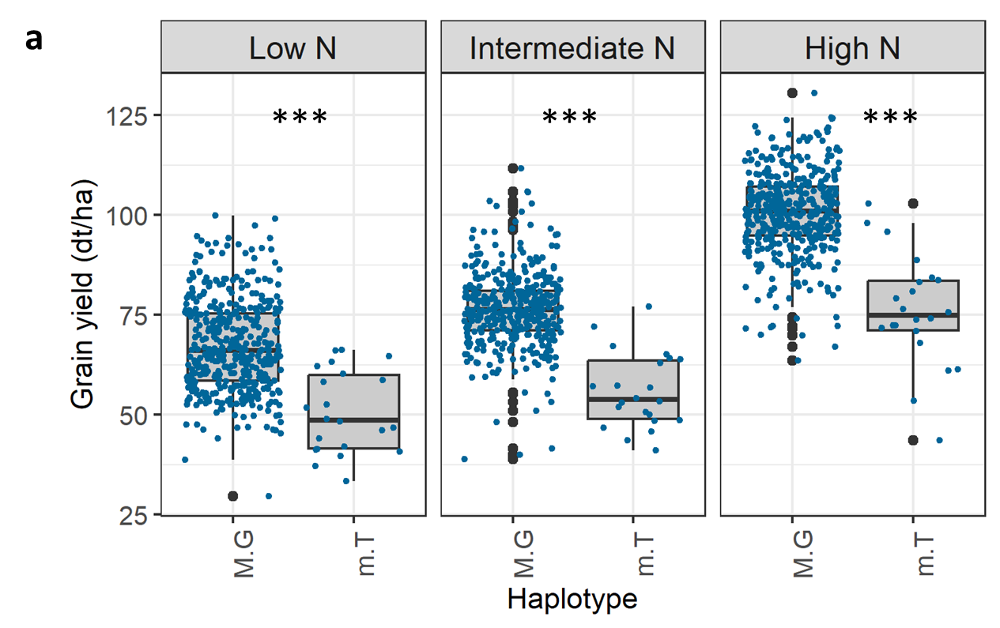 a
Low N
Intermediate N
High N
***
***
***
Grain yield (dt/ha)
125
100
75
50
25
M.G
m.T
M.G
m.T
M.G
m.T
Haplotype